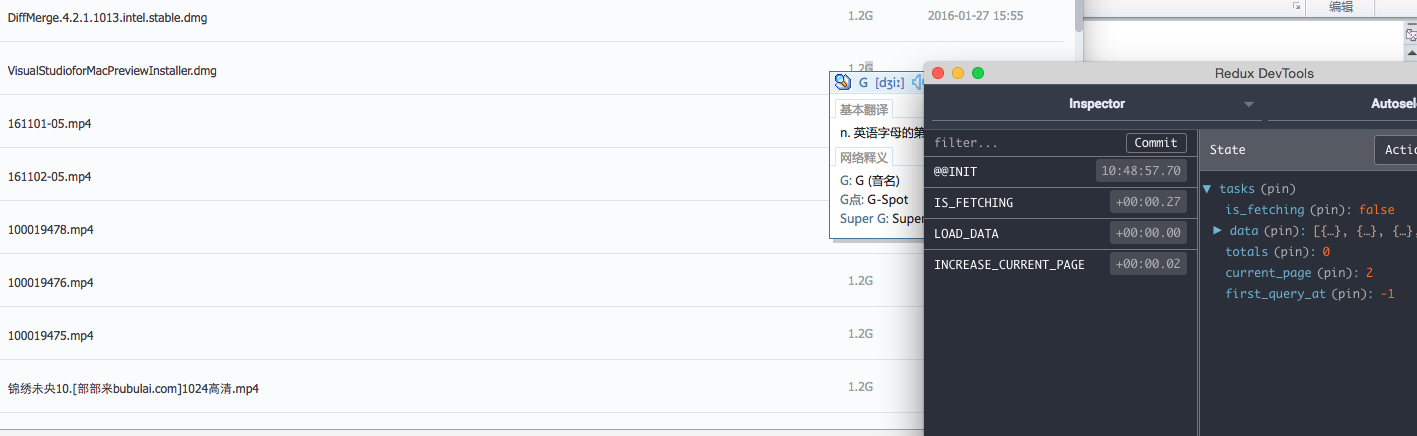 DiffMerge.4.2.1.1013.intel.stable.dmg 1.2G 2016-01-27 15:55
编辑
VisualStudioforMacPreviewInstaller.dmg 1.2G
161101-05.mp4
161102-05.mp4
100019478.mp4
100019476.mp4 1.2G
100019475.mp4 1.2G
锦绣未央10.[部部来bubulai.com]1024高清.mp4 1.2G
G [dʒiː]
基本翻译
n. 英语字母的第
网络释义
G: G (音名)
G点: G-Spot
Super G: Super
Redux DevTools
Inspector
Autosele
filter...
Commit
@@INIT 10:48:57.70
IS_FETCHING +00:00.27
LOAD_DATA +00:00.00
INCREASE_CURRENT_PAGE +00:00.02
State
Actio
tasks (pin)
is_fetching (pin): false
data (pin): [{…}, {…}, {…},
totals (pin): 0
current_page (pin): 2
first_query_at (pin): -1